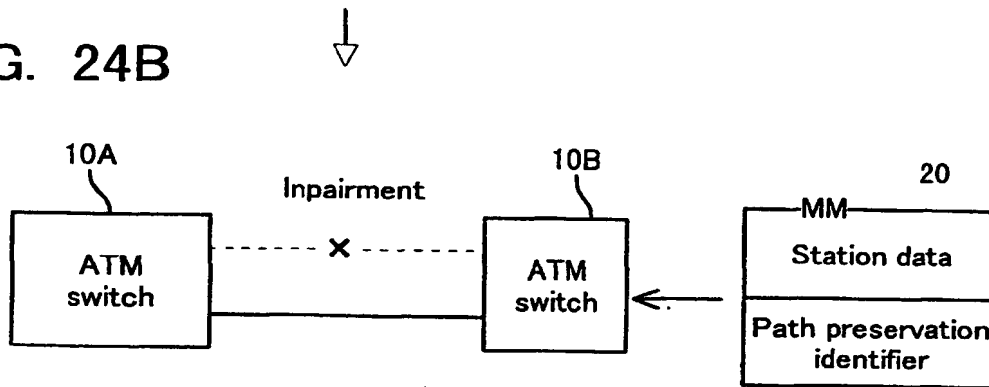 G. 24B
10A
Inpairment
10B
20
MM
ATM
switch
ATM
switch
Station data
Path preservation
identifier